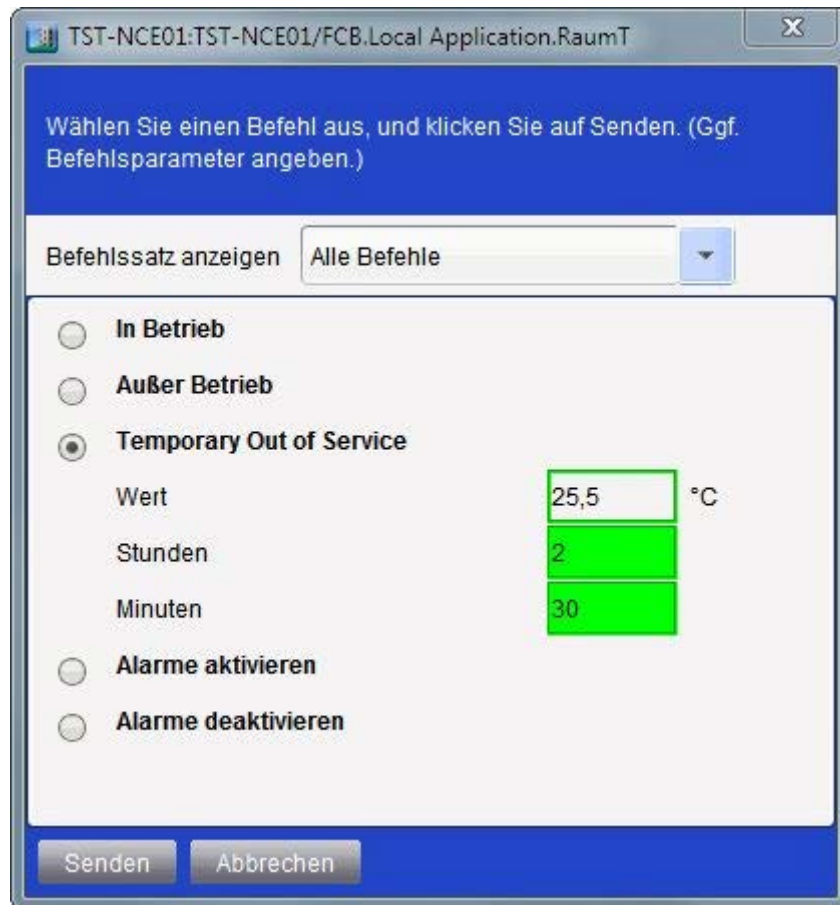 TST-NCE01:TST-NCE01/FCB.Local Application.RaumT
Wählen Sie einen Befehl aus, und klicken Sie auf Senden. (Ggf.
Befehlsparameter angeben.)
Befehlssatz anzeigen Alle Befehle
In Betrieb
Außer Betrieb
Temporary Out of Service
Wert 25,5 °C
Stunden 2
Minuten 30
Alarme aktivieren
Alarme deaktivieren
Senden Abbrechen